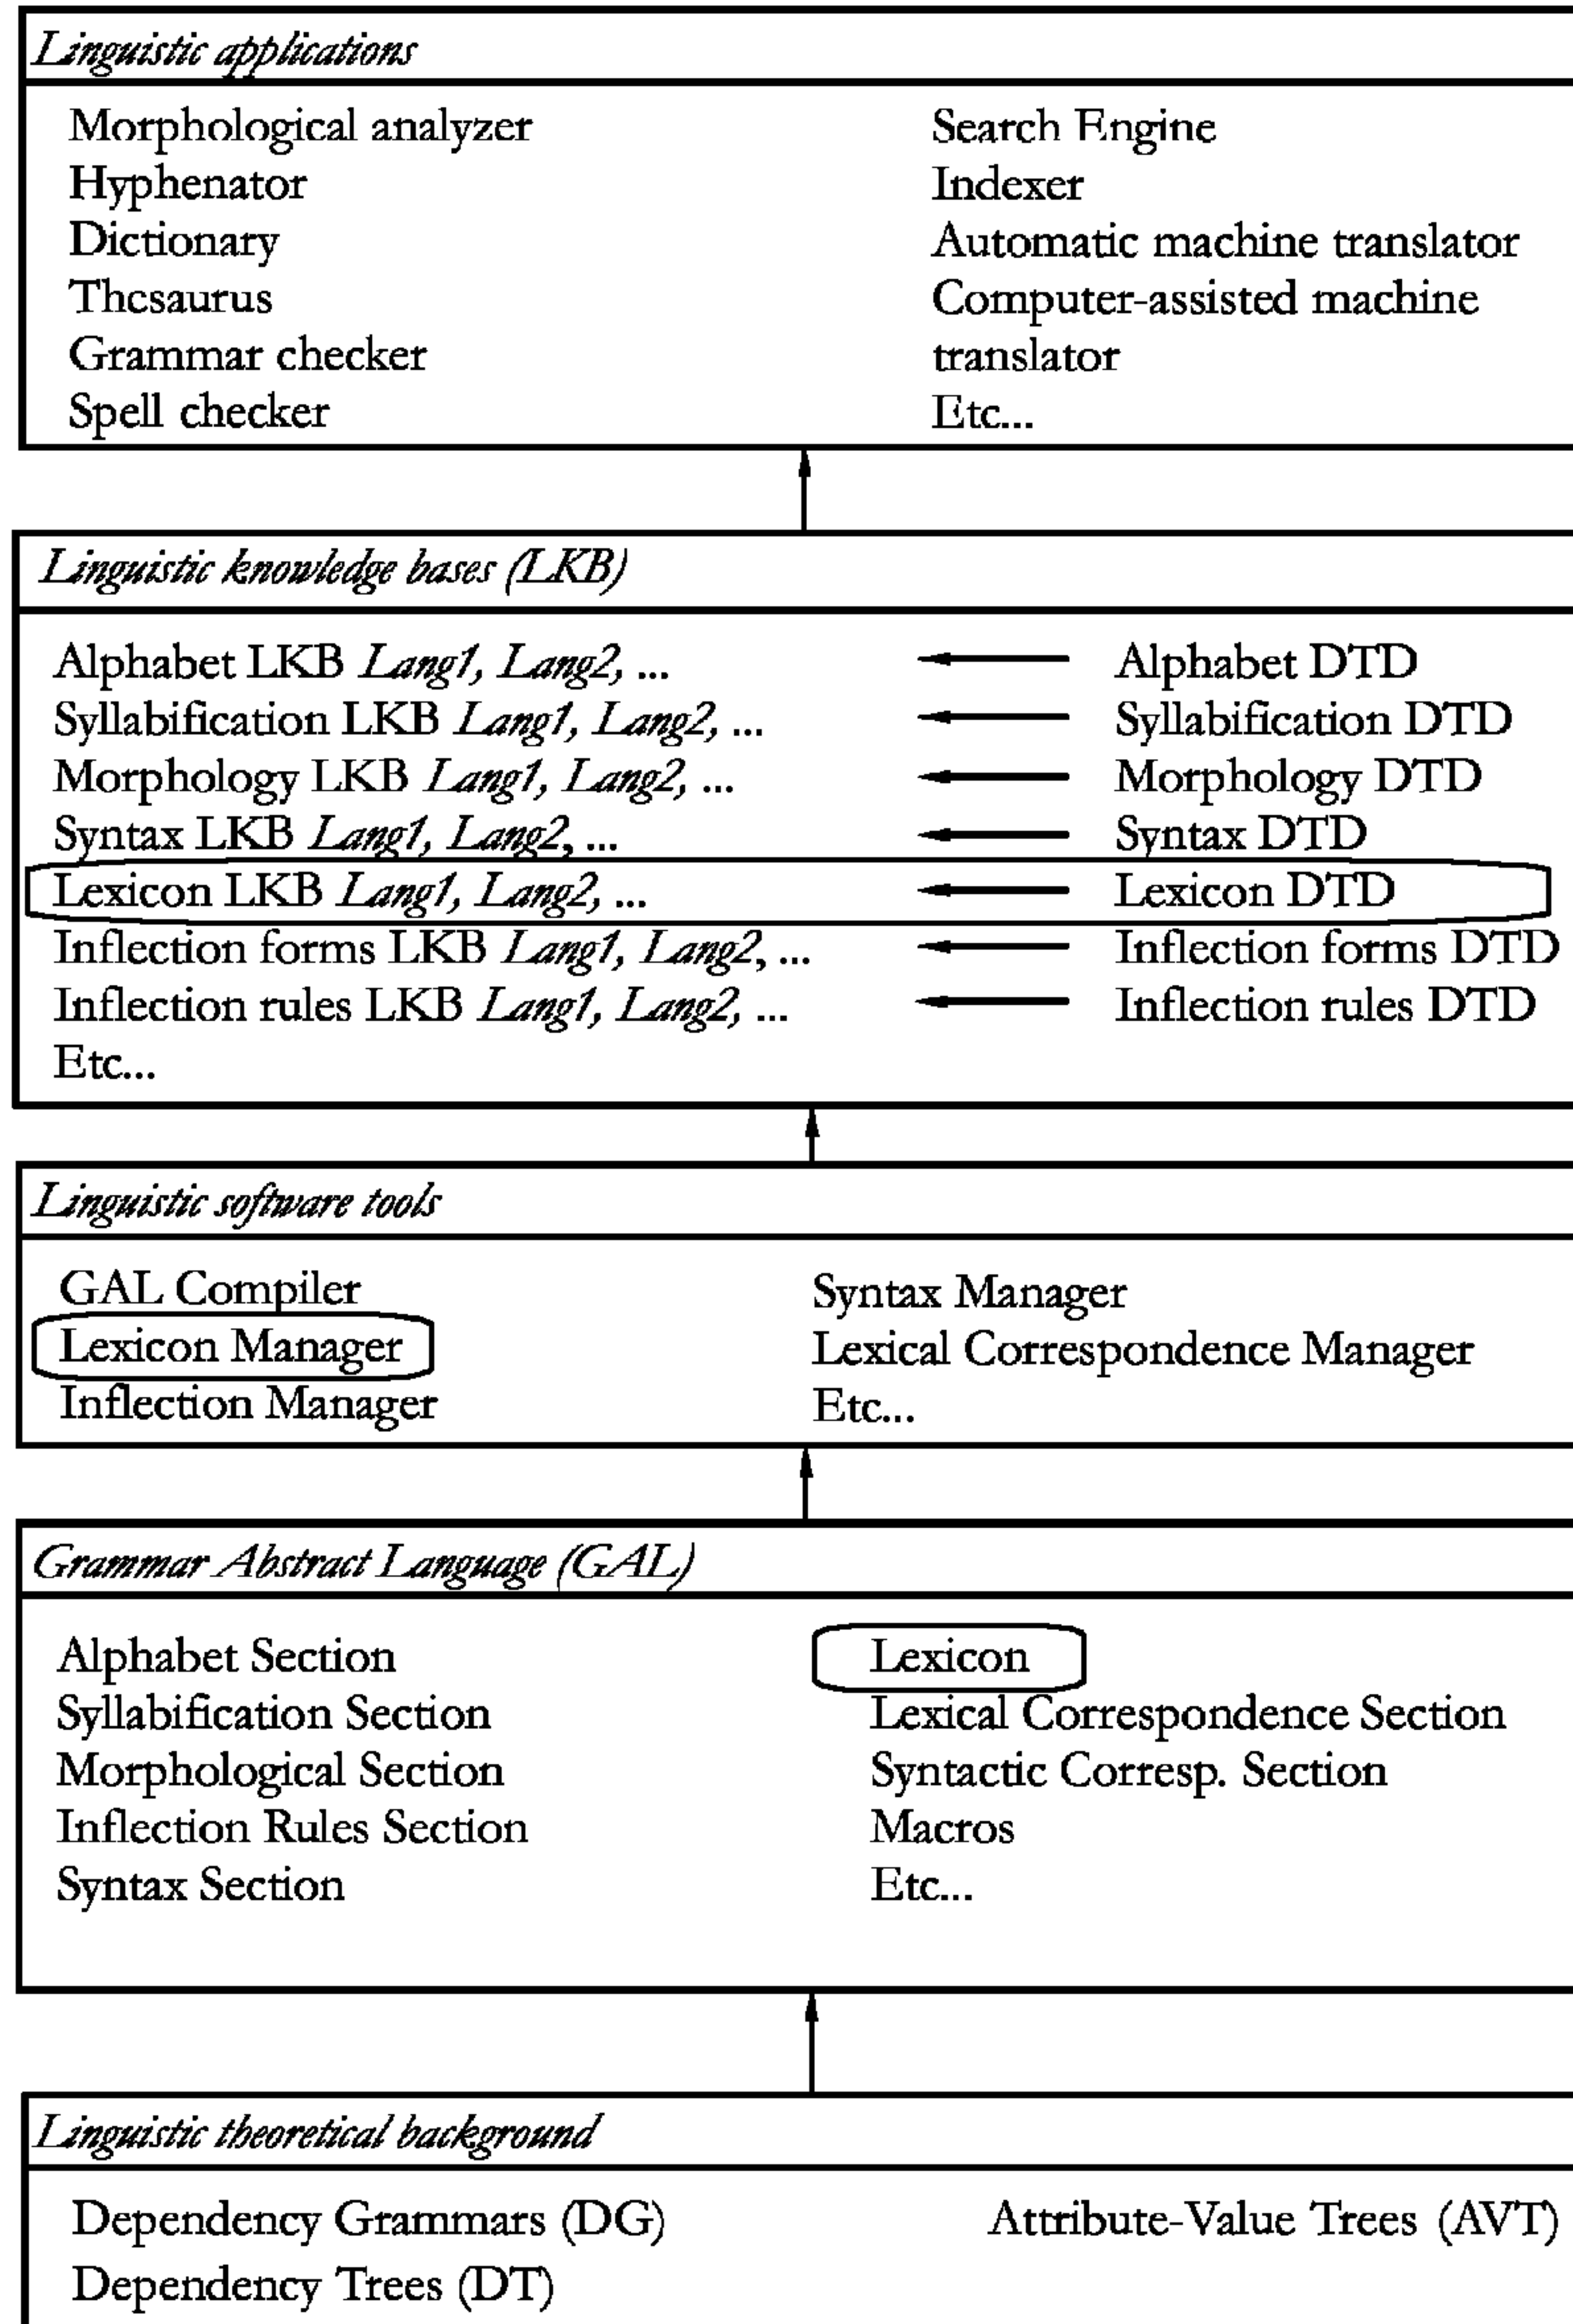 Linguistic applications
Morphological analyzer
Hyphenator
Dictionary
Thesaurus
Grammar checker
Spell checker
Search Engine
Indexer
Automatic machine translator
Computer-assisted machine
translator
Etc...
Linguistic knowledge bases (LKB)
Alphabet LKB Lang1, Lang2, ... Alphabet DTD
Syllabification LKB Lang1, Lang2, ... Syllabification DTD
Morphology LKB Lang1, Lang2, ... Morphology DTD
Syntax LKB Lang1, Lang2, ... Syntax DTD
Lexicon LKB Lang1, Lang2, ... Lexicon DTD
Inflection forms LKB Lang1, Lang2, ... Inflection forms DTD
Inflection rules LKB Lang1, Lang2, ... Inflection rules DTD
Etc...
Linguistic software tools
GAL Compiler
Lexicon Manager
Inflection Manager
Syntax Manager
Lexical Correspondence Manager
Etc...
Grammar Abstract Language (GAL)
Alphabet Section
Syllabification Section
Morphological Section
Inflection Rules Section
Syntax Section
Lexicon
Lexical Correspondence Section
Syntactic Corresp. Section
Macros
Etc...
Linguistic theoretical background
Dependency Grammars (DG)
Dependency Trees (DT)
Attribute-Value Trees (AVT)